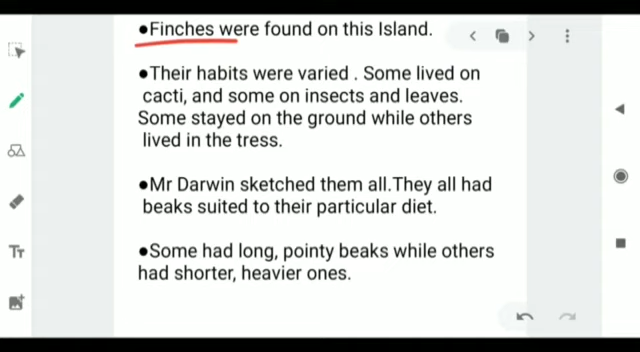 ●Finches were found on this Island.
●Their habits were varied . Some lived on
cacti, and some on insects and leaves.
Some stayed on the ground while others
lived in the tress.
●Mr Darwin sketched them all.They all had
beaks suited to their particular diet.
●Some had long, pointy beaks while others
had shorter, heavier ones.
Tт